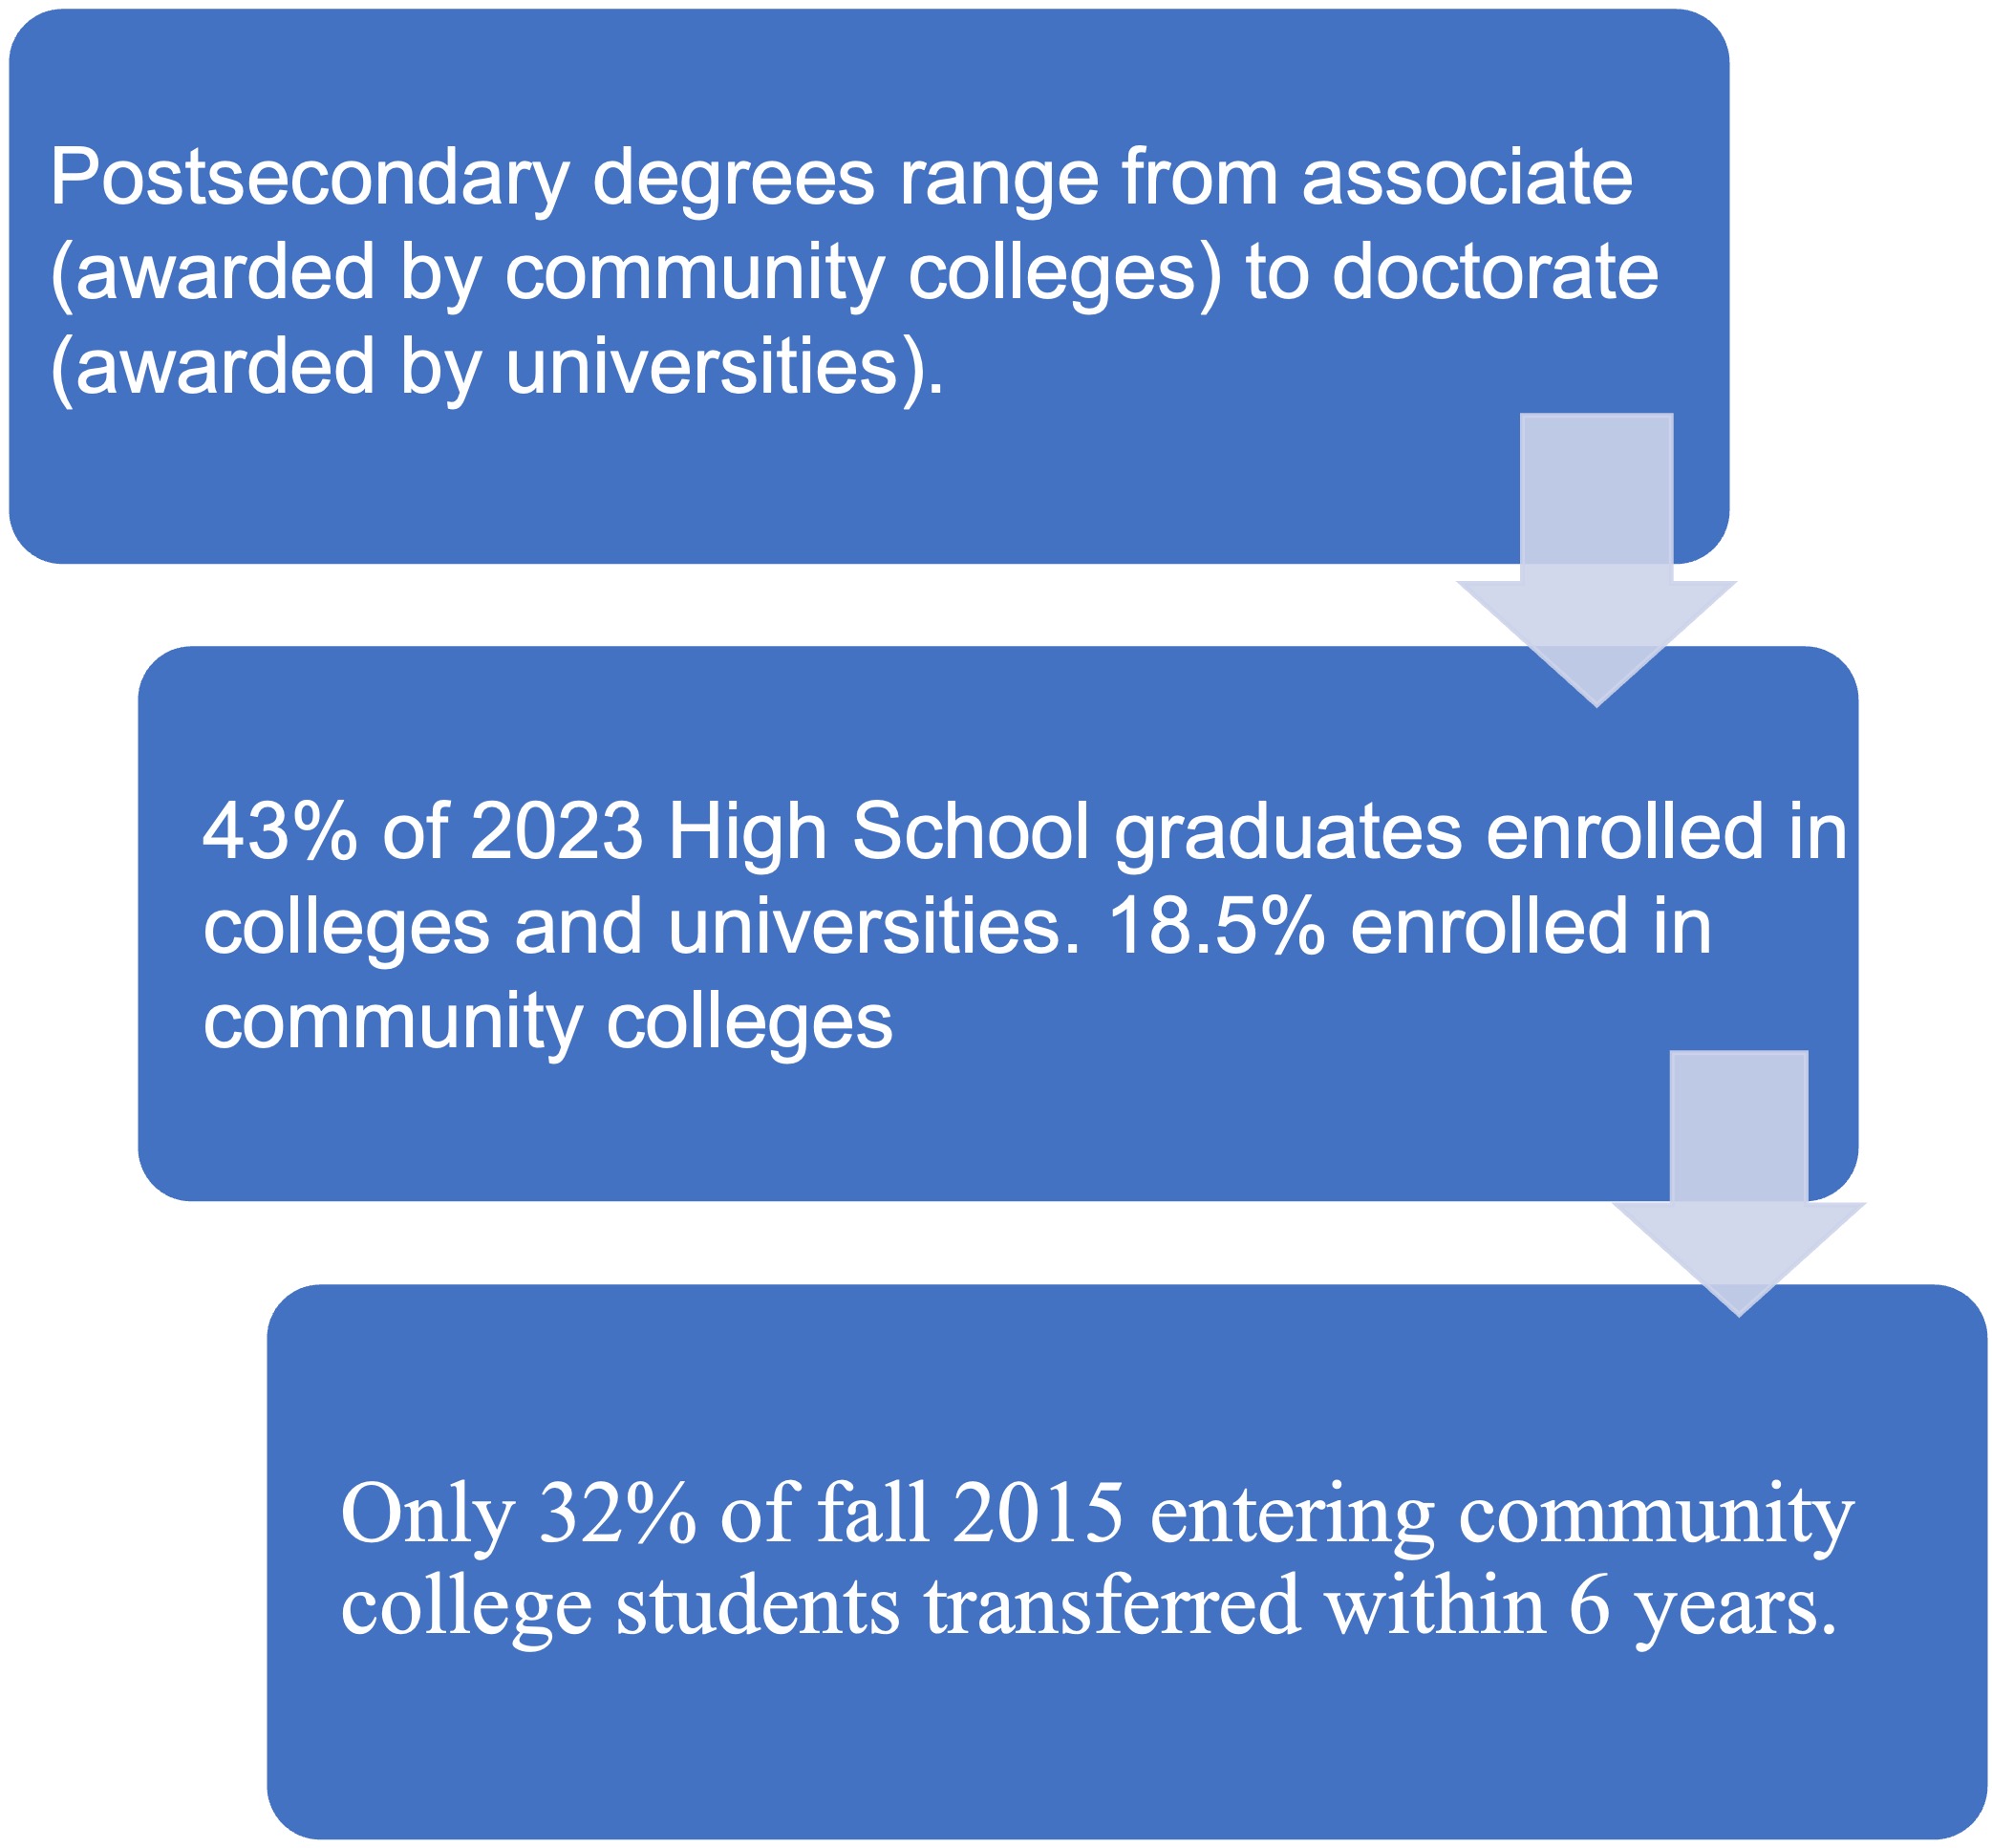 Postsecondary degrees range from associate
(awarded by community colleges) to doctorate
(awarded by universities).
43% of 2023 High School graduates enrolled in
colleges and universities. 18.5% enrolled in
community colleges
Only 32% of fall 2015 entering community
college students transferred within 6 years.